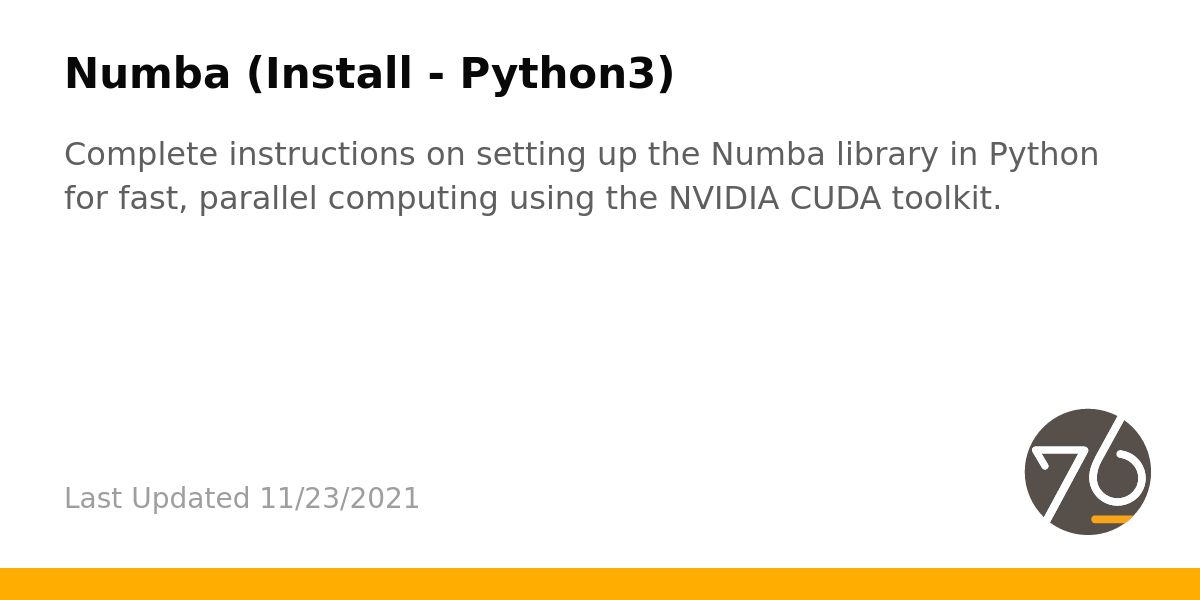 Numba (Install - Python3)
Complete instructions on setting up the Numba library in Python
for fast, parallel computing using the NVIDIA CUDA toolkit.
Last Updated 11/23/2021
76